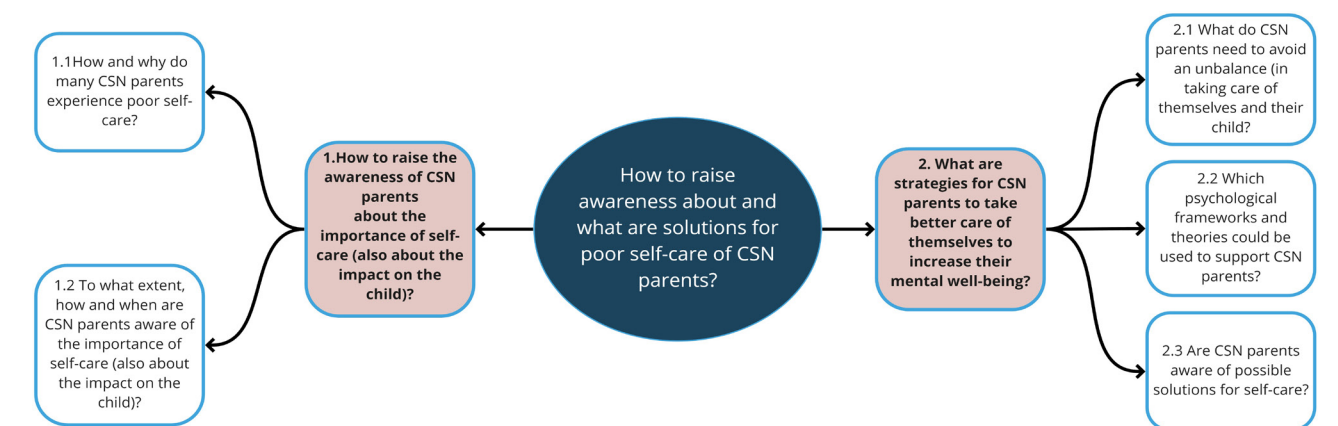 1.1How and why do
many CSN parents
experience poor self-
care?
1.2 To what extent,
how and when are
CSN parents aware of
the importance of
self-care (also about
the impact on the
child)?
1.How to raise the
awareness of CSN
parents
about the
importance of self-
care (also about the
impact on the
child)?
How to raise
awareness about and
what are solutions for
poor self-care of CSN
parents?
2. What are
strategies for CSN
parents to take
better care of
themselves to
increase their
mental well-being?
2.1 What do CSN
parents need to avoid
an unbalance (in
taking care of
themselves and their
child?
2.2 Which
psychological
frameworks and
theories could be
used to support CSN
parents?
2.3 Are CSN parents
aware of possible
solutions for self-care?